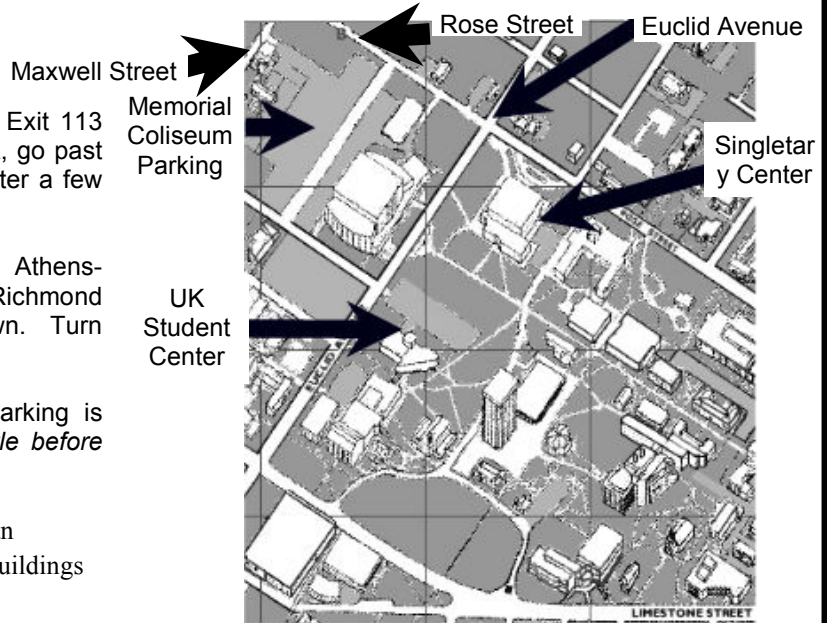 Rose Street
Euclid Avenue
Maxwell Street
Exit 113
Memorial
Coliseum
Parking
, go past
ter a few
Singletar
y Center
Athens-
Richmond
wn. Turn
UK
Student
Center
arking is
le before
an
uildings
LIMESTONE STREET